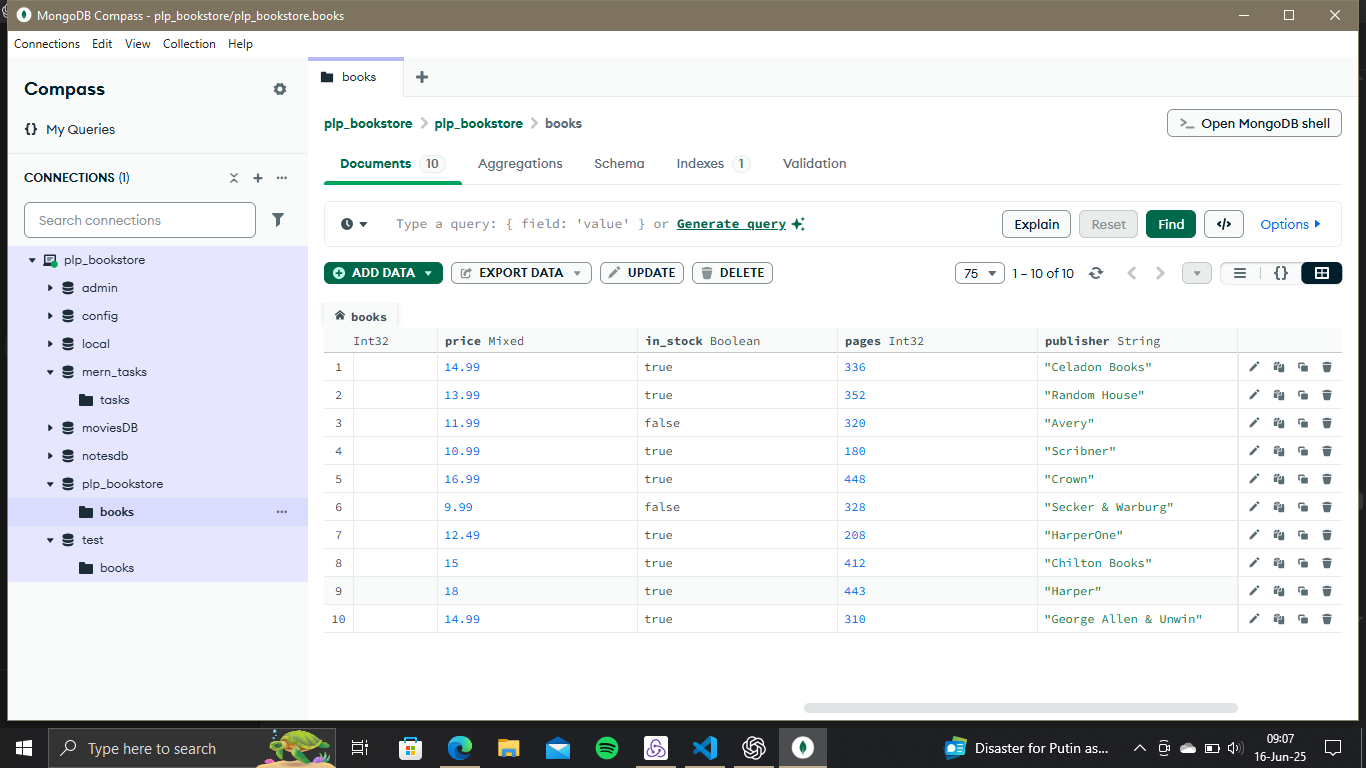 MongoDB Compass - plp_bookstore/plp_bookstore.books
Connections Edit View Collection Help
Compass
{} My Queries
CONNECTIONS (1)
Search connections
plp_bookstore
admin
config
local
mern_tasks
tasks
moviesDB
notesdb
plp_bookstore
books
test
books
books
plp_bookstore > plp_bookstore > books
>_ Open MongoDB shell
Documents 10 Aggregations Schema Indexes 1 Validation
Type a query: { field: 'value' } or Generate query
Explain Reset Find </> Options
ADD DATA EXPORT DATA UPDATE DELETE 75 1 – 10 of 10 {}
books
Int32 price Mixed in_stock Boolean pages Int32 publisher String
1 14.99 true 336 "Celadon Books"
2 13.99 true 352 "Random House"
3 11.99 false 320 "Avery"
4 10.99 true 180 "Scribner"
5 16.99 true 448 "Crown"
6 9.99 false 328 "Secker & Warburg"
7 12.49 true 208 "HarperOne"
8 15 true 412 "Chilton Books"
9 18 true 443 "Harper"
10 14.99 true 310 "George Allen & Unwin"
Type here to search
Disaster for Putin as...
09:07
16-Jun-25